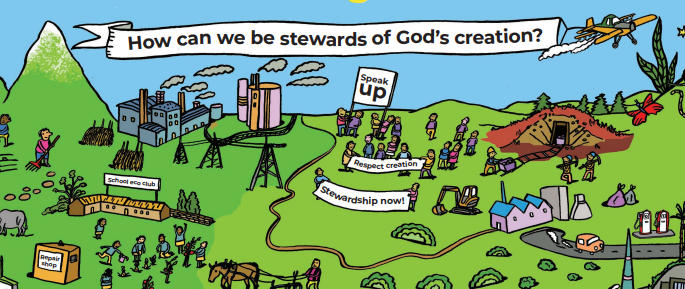 How can we be stewards of God's creation?
Speak
up
Respect creation
School eco club
Stewardship now!
Repair
shop